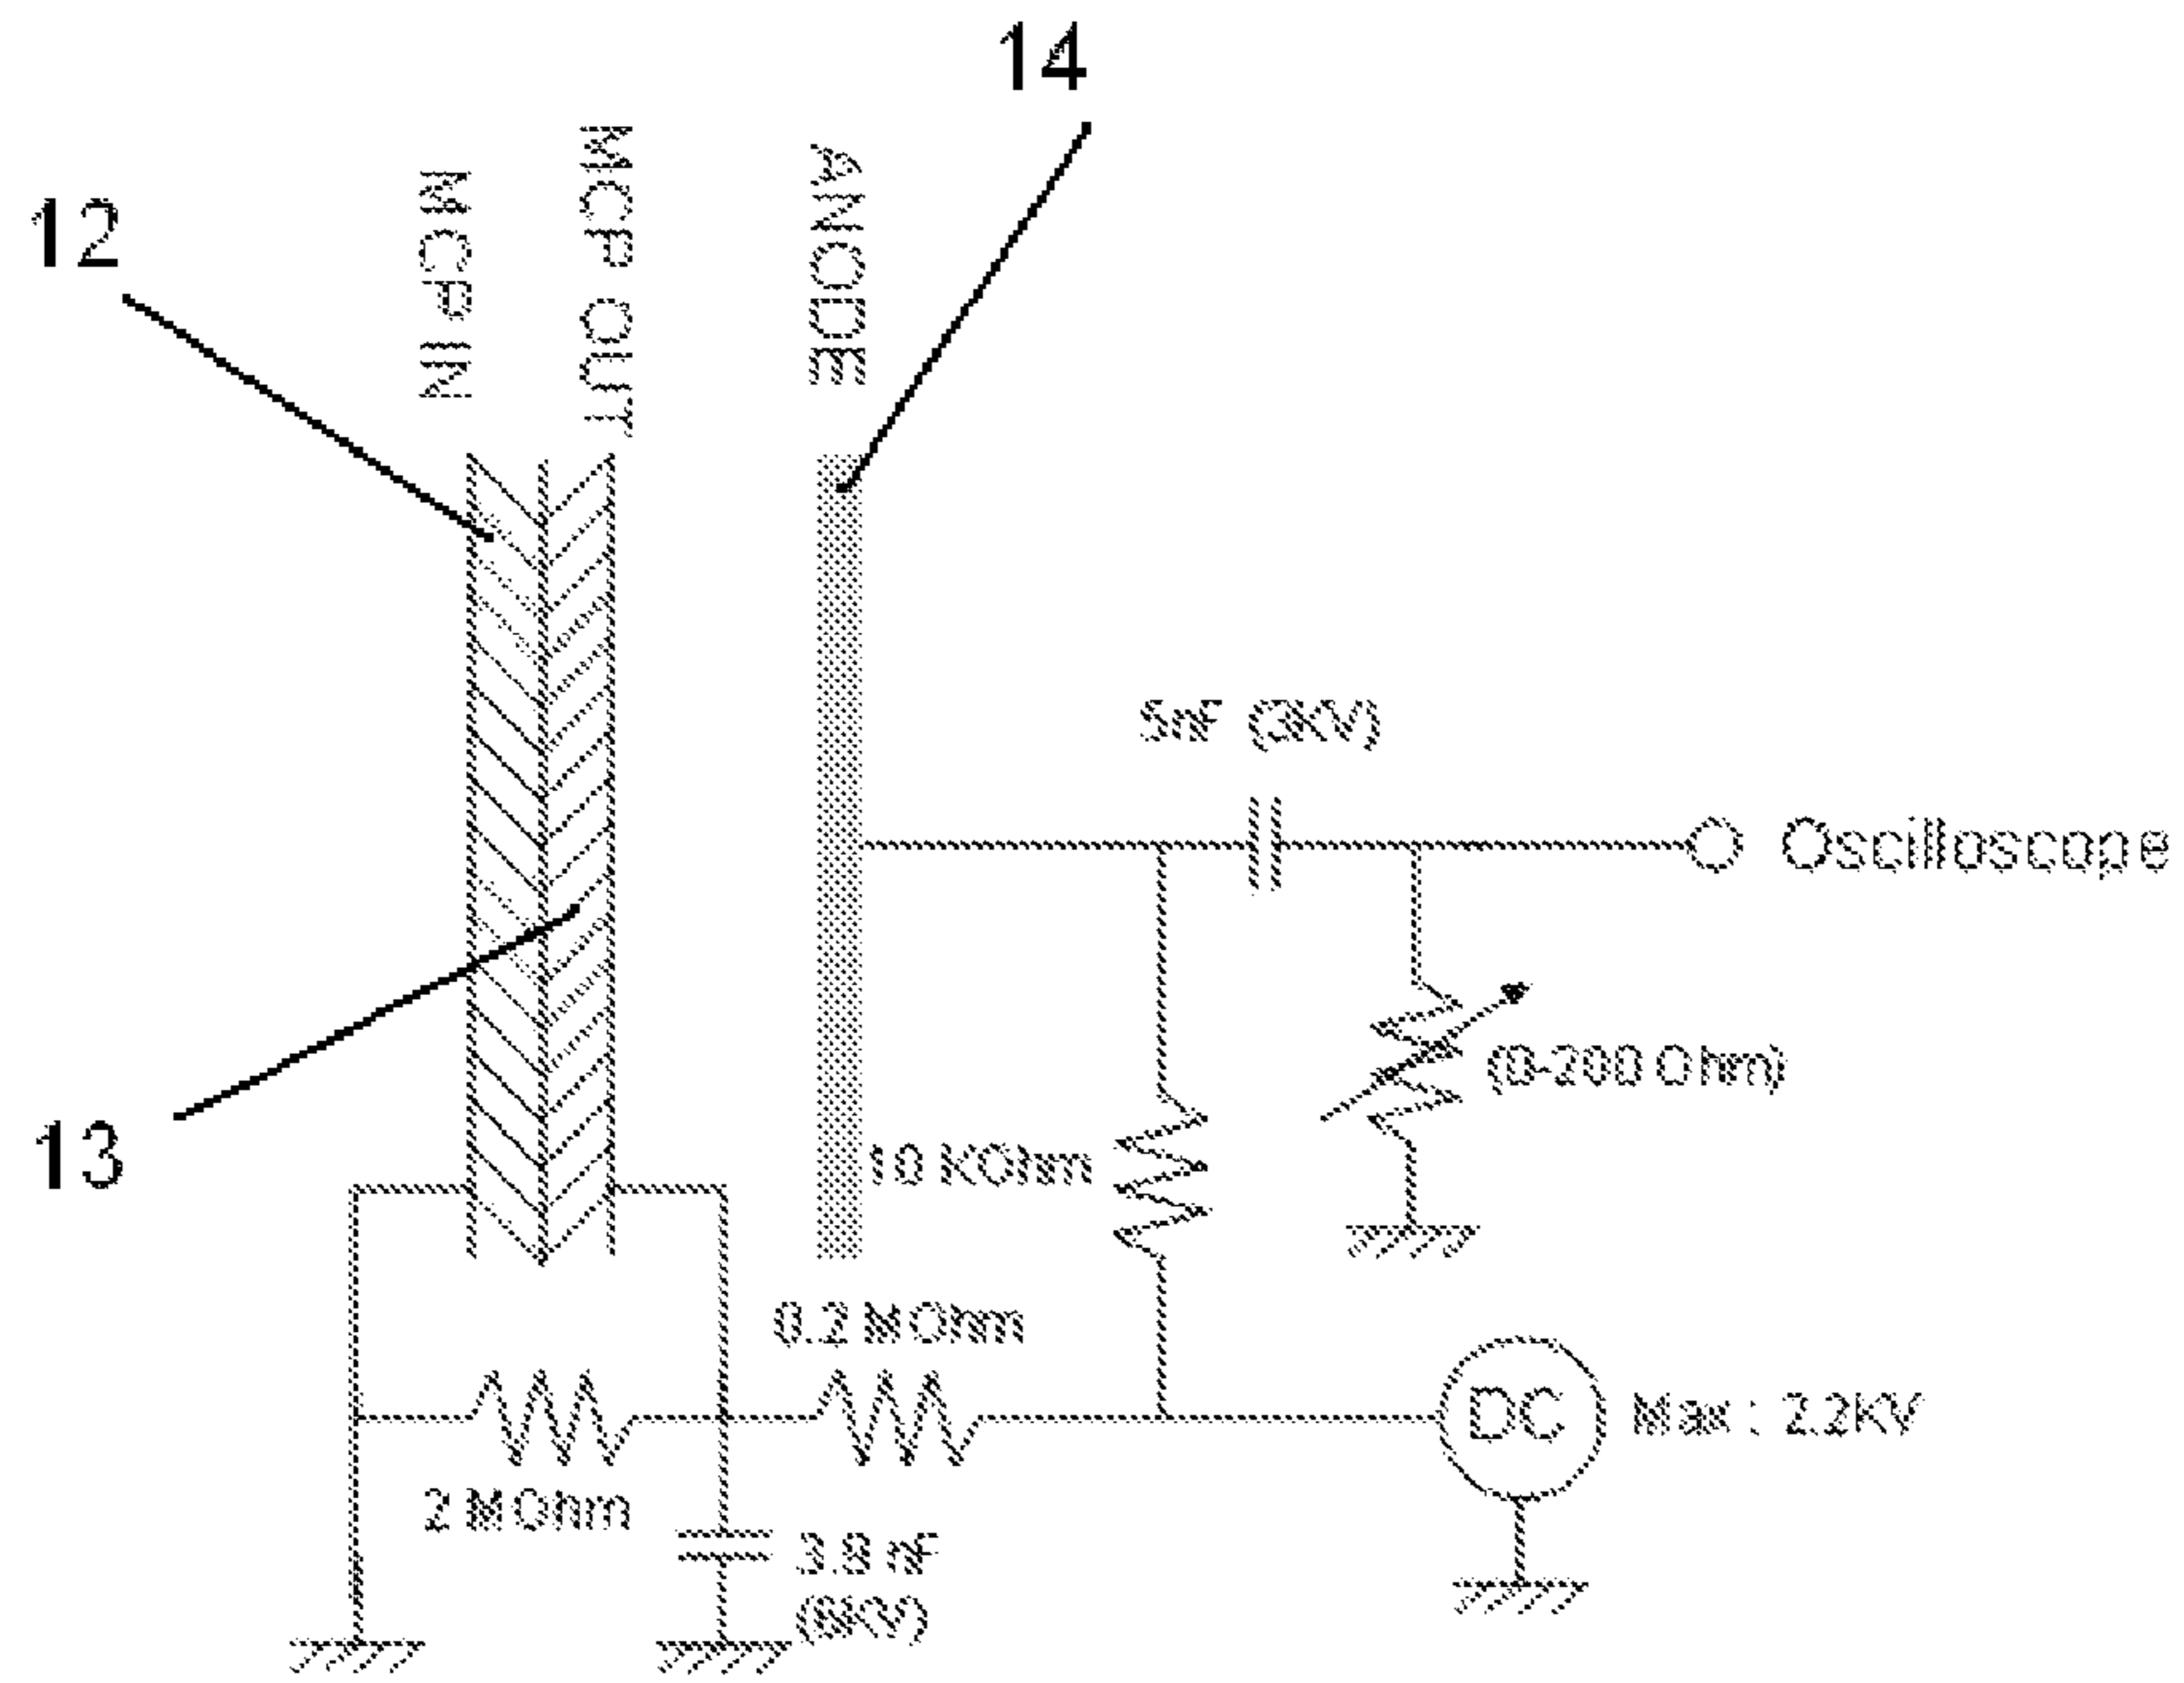 14
12
MCP IN
MCP OUT
ANODE
5nF (3KV)
Oscilloscope
(0-200 Ohm)
13
10 KOhm
0.2 MOhm
DC
Max : 2.2KV
2 MOhm
3.8 nF